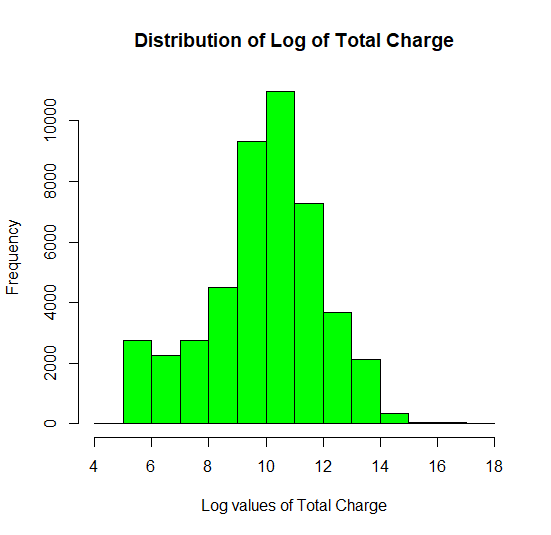 Distribution of Log of Total Charge
Frequency
10000
8000
6000
4000
2000
0
4 6 8 10 12 14 16 18
Log values of Total Charge